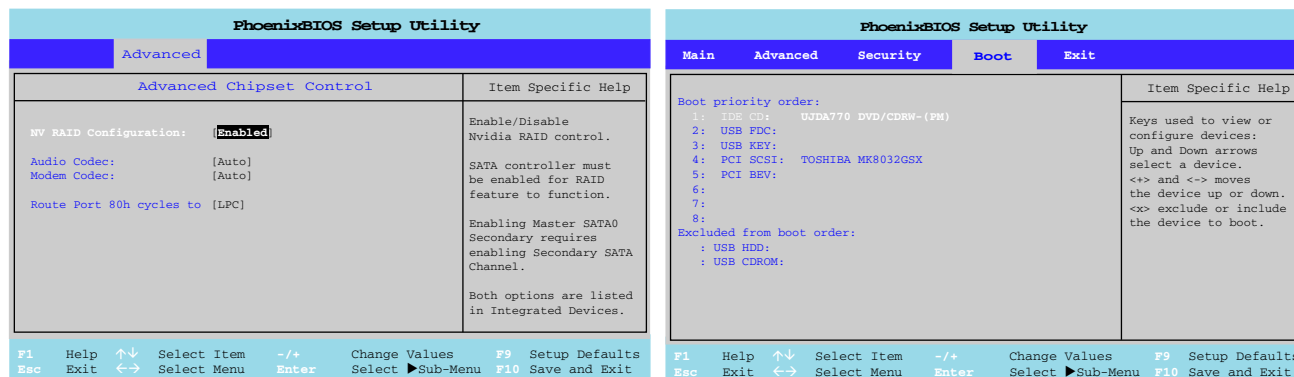 PhoenixBIOS Setup Utility
Advanced
Advanced Chipset Control
Item Specific Help
NV RAID Configuration: [Enabled]
Audio Codec: [Auto]
Modem Codec: [Auto]
Route Port 80h cycles to [LPC]
Enable/Disable
Nvidia RAID control.
SATA controller must
be enabled for RAID
feature to function.
Enabling Master SATA0
Secondary requires
enabling Secondary SATA
Channel.
Both options are listed
in Integrated Devices.
F1 Help ↑↓ Select Item -/+ Change Values F9 Setup Defaults
Esc Exit ←→ Select Menu Enter Select ▶Sub-Menu F10 Save and Exit
PhoenixBIOS Setup Utility
Main Advanced Security Boot Exit
Item Specific Help
Boot priority order:
1: IDE CD: UJDA770 DVD/CDRW-(PM)
2: USB FDC:
3: USB KEY:
4: PCI SCSI: TOSHIBA MK8032GSX
5: PCI BEV:
6:
7:
8:
Excluded from boot order:
: USB HDD:
: USB CDROM:
Keys used to view or
configure devices:
Up and Down arrows
select a device.
<+> and <-> moves
the device up or down.
<x> exclude or include
the device to boot.
F1 Help ↑↓ Select Item -/+ Change Values F9 Setup Defaults
Esc Exit ←→ Select Menu Enter Select ▶Sub-Menu F10 Save and Exit